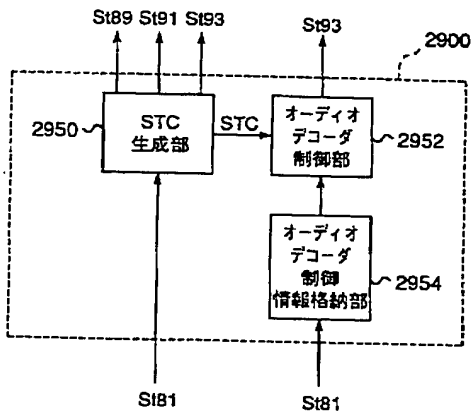 St89 St91 St93
St93
2900
2950
STC
生成部
STC
オーディオ
デコーダ
制御部
2952
オーディオ
デコーダ
制御
情報格納部
2954
St81
St81